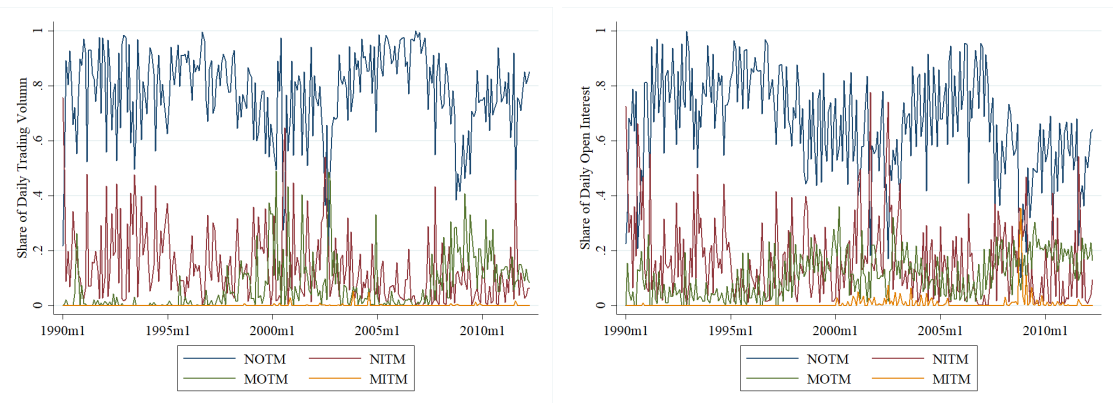 Share of Daily Trading Volume
1
.8
.6
.4
.2
0
1990m1 1995m1 2000m1 2005m1 2010m1
NOTM NITM
MOTM MITM
Share of Daily Open Interest
1
.8
.6
.4
.2
0
1990m1 1995m1 2000m1 2005m1 2010m1
NOTM NITM
MOTM MITM